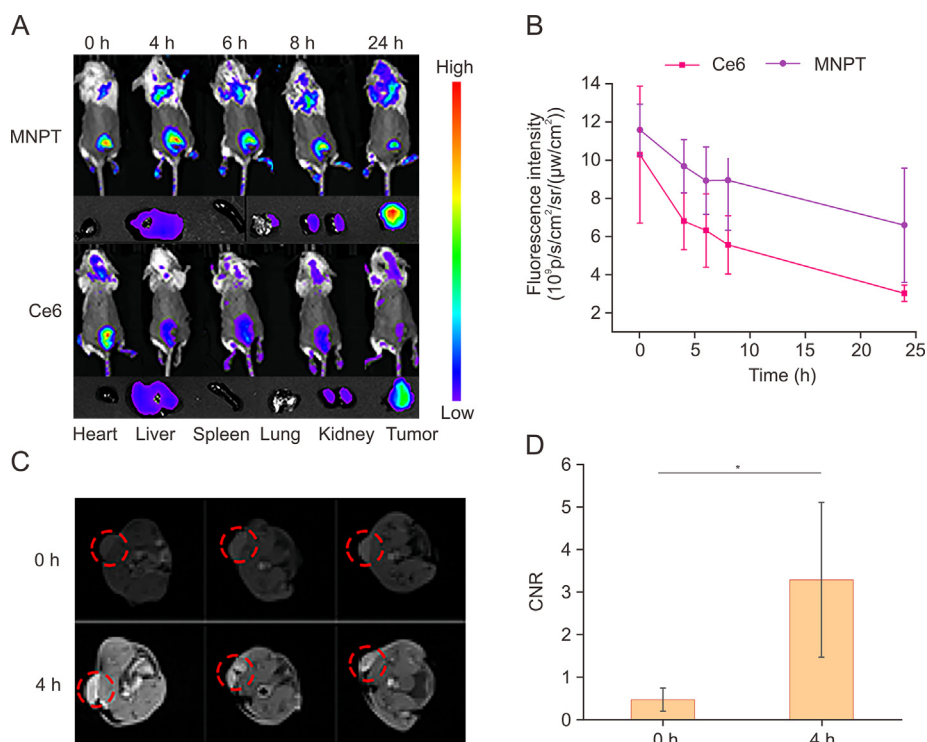 A
0 h 4 h 6 h 8 h 24 h
High
MNPT
Ce6
Low
Heart Liver Spleen Lung Kidney Tumor
B
Ce6 MNPT
Fluorescence intensity
(10⁹p/s/cm²/sr/(μw/cm²)
14
12
10
8
6
4
2
0 5 10 15 20 25
Time (h)
C
0 h
4 h
D
CNR
6
5
4
3
2
1
0
*
0 h 4 h